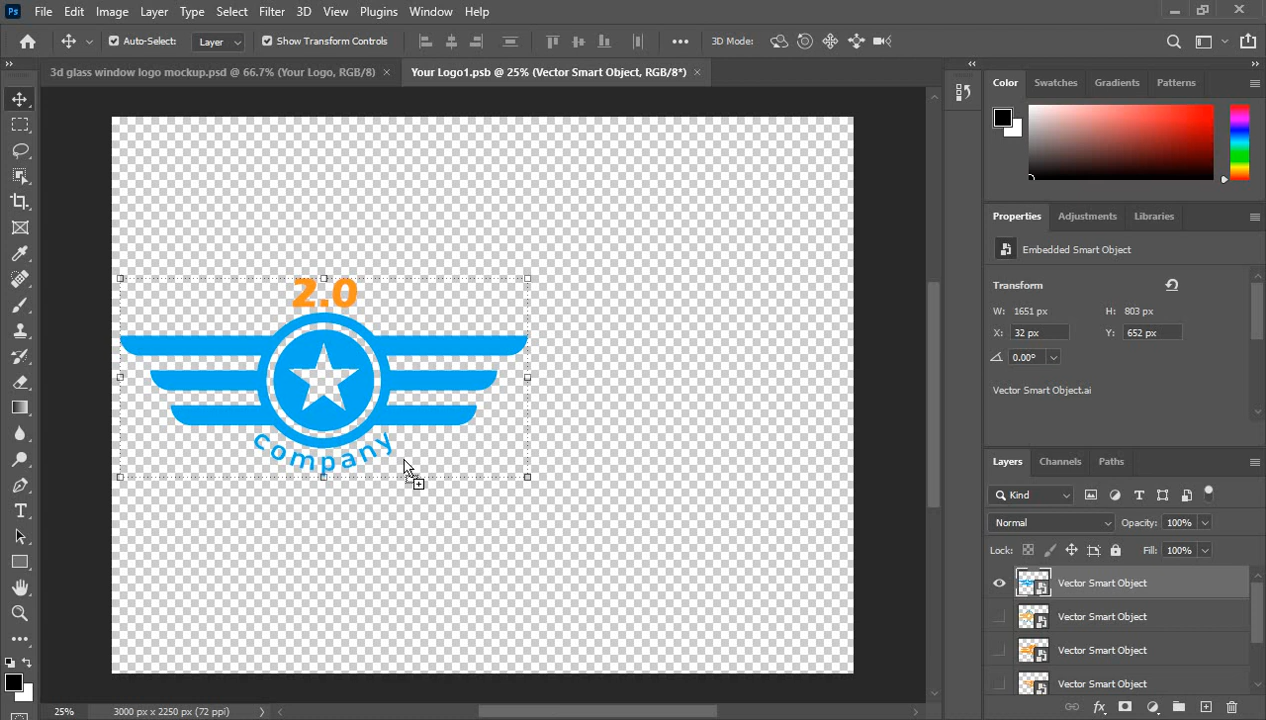 Ps File Edit Image Layer Type Select Filter 3D View Plugins Window Help
Auto-Select: Layer Show Transform Controls 3D Mode:
3d glass window logo mockup.psd @ 66.7% (Your Logo, RGB/8) × Your Logo1.psb @ 25% (Vector Smart Object, RGB/8*) ×
Color Swatches Gradients Patterns
Properties Adjustments Libraries
Embedded Smart Object
Transform
W: 1651 px H: 803 px
X: 32 px Y: 652 px
0.00°
Vector Smart Object.ai
2.0
company
Layers Channels Paths
Kind
Normal Opacity: 100%
Lock: Fill: 100%
Vector Smart Object
Vector Smart Object
Vector Smart Object
Vector Smart Object
25% 3000 px x 2250 px (72 ppi)